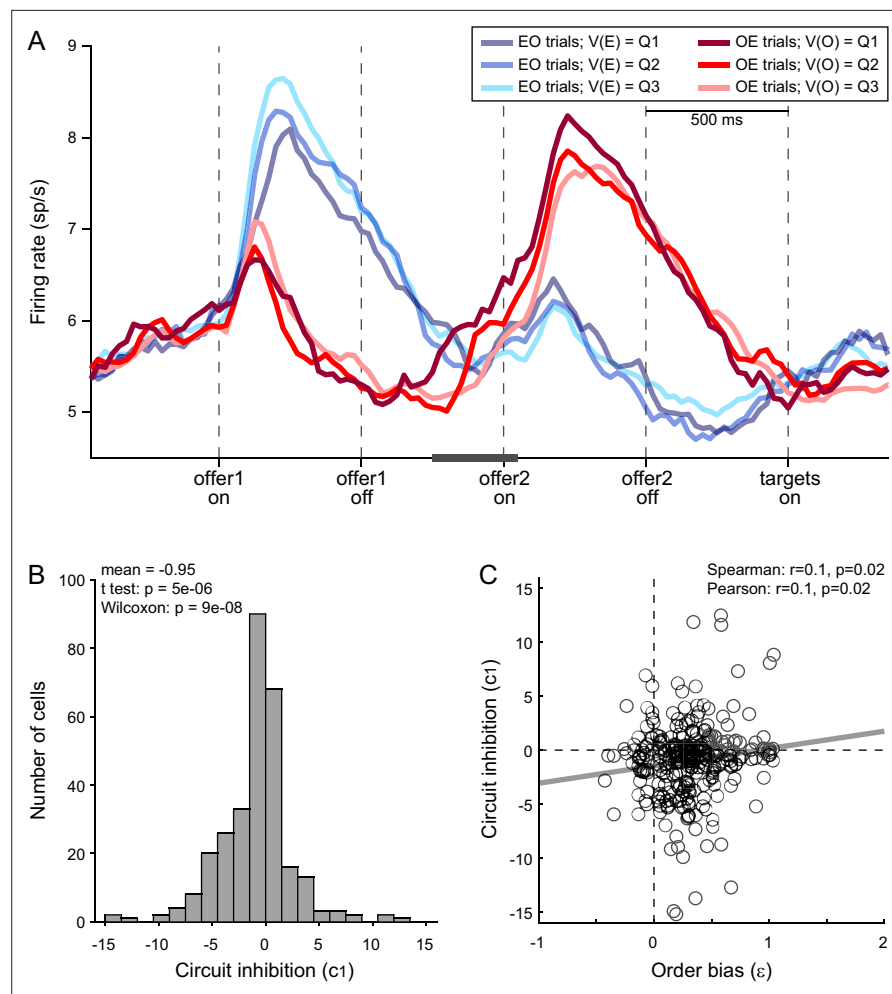 A
9
8
7
6
5
Firing rate (sp/s)
EO trials; V(E) = Q1
EO trials; V(E) = Q2
EO trials; V(E) = Q3
OE trials; V(O) = Q1
OE trials; V(O) = Q2
OE trials; V(O) = Q3
500 ms
offer1
on
offer1
off
offer2
on
offer2
off
targets
on
B
mean = -0.95
t test: p = 5e-06
Wilcoxon: p = 9e-08
100
80
60
40
20
0
Number of cells
-15 -10 -5 0 5 10 15
Circuit inhibition (c1)
C
Spearman: r=0.1, p=0.02
Pearson: r=0.1, p=0.02
15
10
5
0
-5
-10
-15
Circuit inhibition (c1)
-1 0 1 2
Order bias (ε)